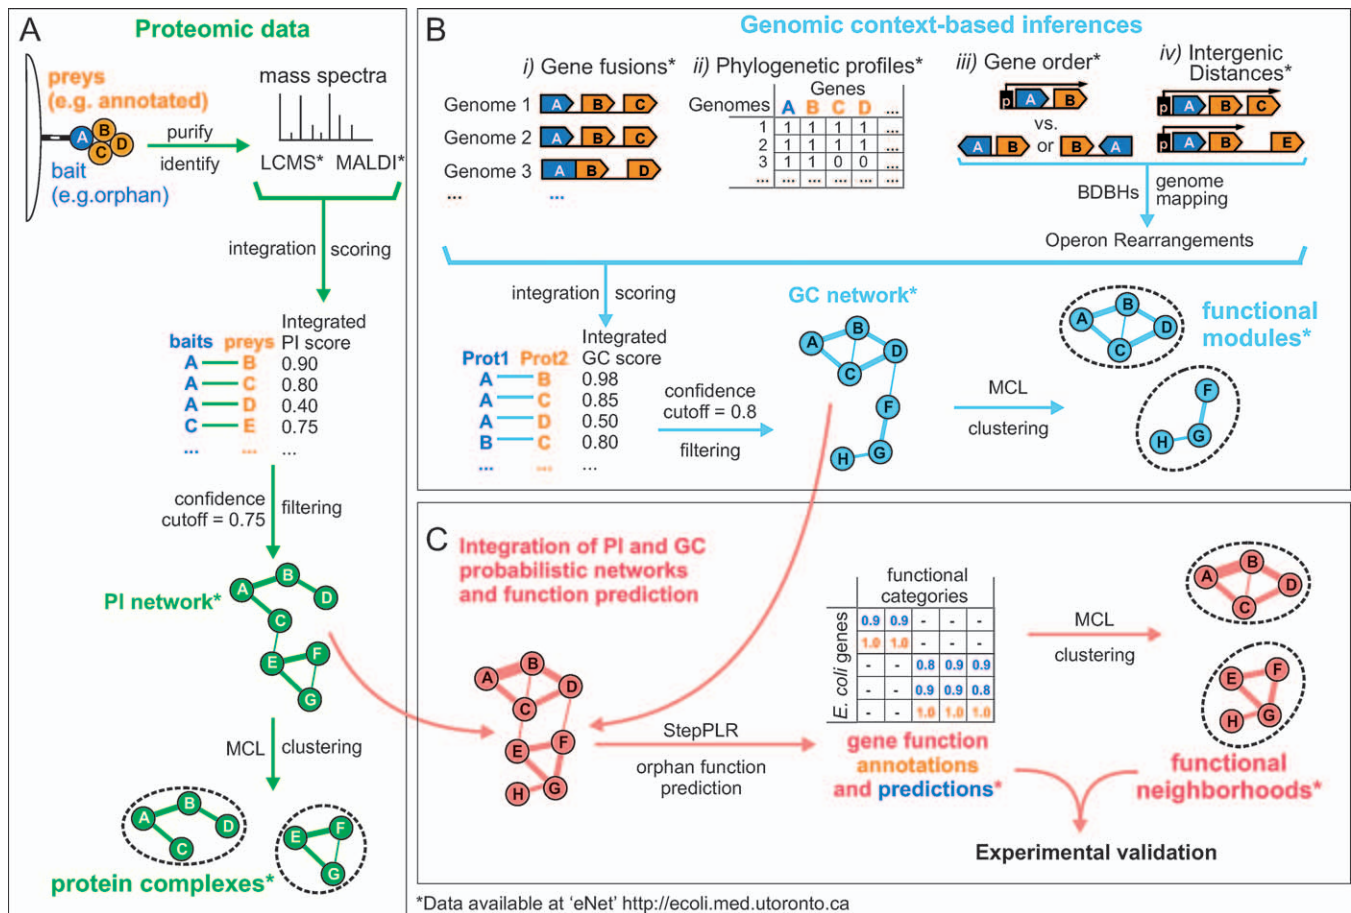 A
Proteomic data
preys
(e.g. annotated)
A
B
C
D
bait
(e.g.orphan)
purify
identify
mass spectra
LCMS* MALDI*
integration
scoring
baits preys
Integrated
PI score
A B 0.90
A C 0.80
A D 0.40
C E 0.75
... ... ...
confidence
cutoff = 0.75
filtering
PI network*
A
B
D
C
E
F
G
MCL
clustering
A
B
D
C
E
F
G
protein complexes*
B
Genomic context-based inferences
i) Gene fusions*
Genome 1 A B C
Genome 2 A B C
Genome 3 A B D
... ...
ii) Phylogenetic profiles*
Genes
Genomes A B C D ...
1 1 1 1 1 ...
2 1 1 1 1 ...
3 1 1 0 0 ...
... ... ... ... ...
iii) Gene order*
p A B
vs.
A B or B A
iv) Intergenic
Distances*
p A B C
p A B E
BDBHs
genome
mapping
Operon Rearrangements
integration
scoring
Prot1 Prot2
Integrated
GC score
A B 0.98
A C 0.85
A D 0.50
B C 0.80
... ... ...
confidence
cutoff = 0.8
filtering
GC network*
A
B
D
C
F
G
H
MCL
clustering
A
B
D
C
F
G
H
functional
modules*
C
Integration of PI and GC
probabilistic networks
and function prediction
A
B
D
C
E
F
G
H
StepPLR
orphan function
prediction
functional
categories
E. coli genes
0.9 0.9 - - -
1.0 1.0 - - -
- - 0.8 0.9 0.9
- - 0.9 0.9 0.8
- - 1.0 1.0 1.0
gene function
annotations
and predictions*
MCL
clustering
A
B
D
C
E
F
G
H
functional
neighborhoods*
Experimental validation
*Data available at ‘eNet’ http://ecoli.med.utoronto.ca